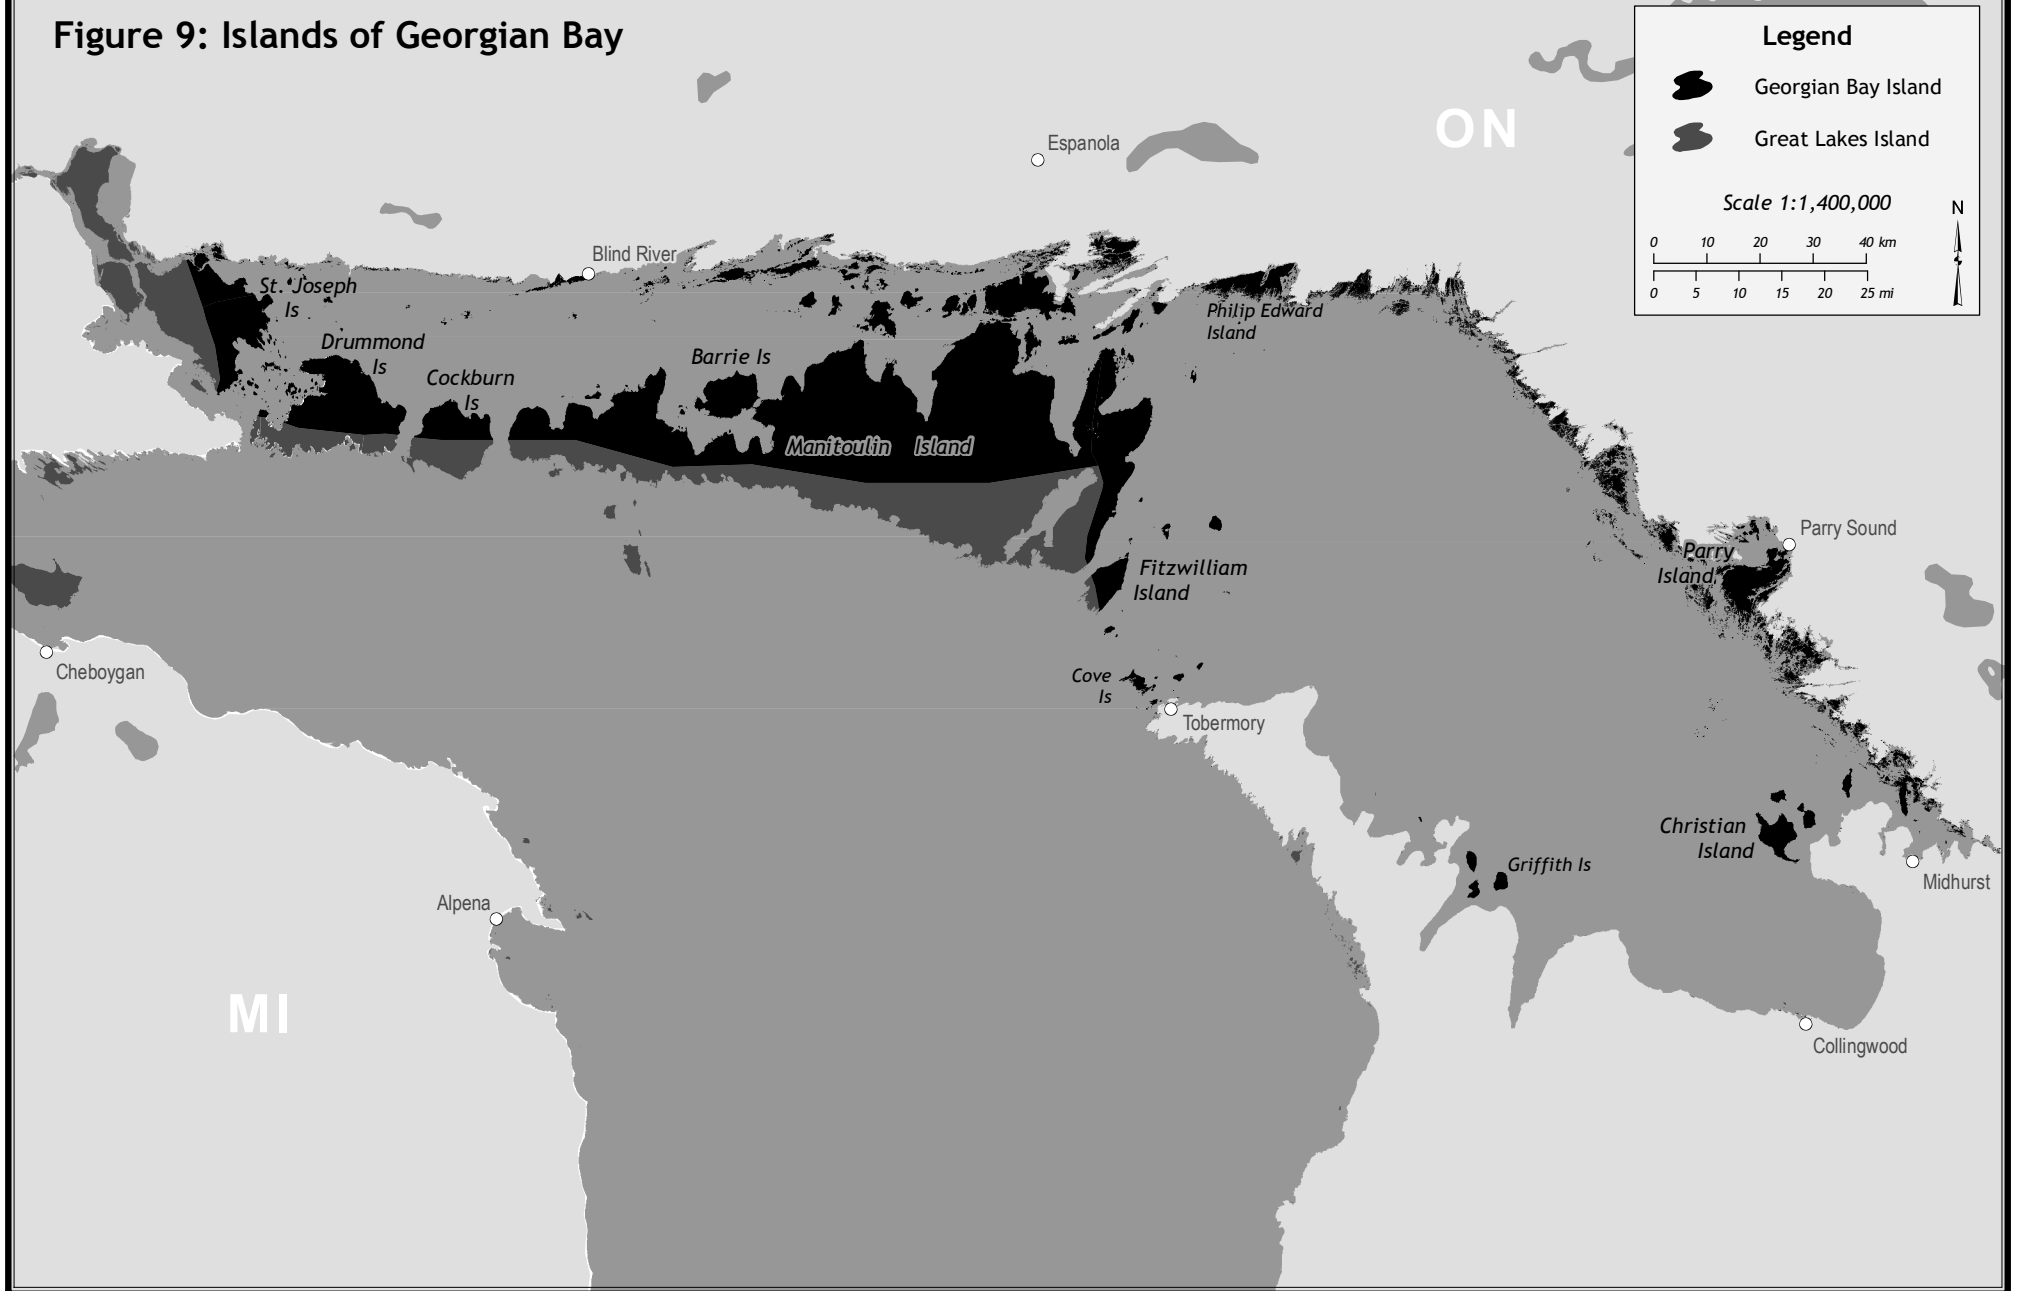 Figure 9: Islands of Georgian Bay
Legend
Georgian Bay Island
Great Lakes Island
Scale 1:1,400,000
N
0 10 20 30 40 km
0 5 10 15 20 25 mi
ON
Espanola
Blind River
St. Joseph
Is
Drummond
Is
Cockburn
Is
Barrie Is
Philip Edward
Island
Manitoulin Island
Fitzwilliam
Island
Parry Sound
Parry
Island
Cheboygan
Cove
Is
Tobermory
Christian
Island
Griffith Is
Midhurst
Alpena
MI
Collingwood